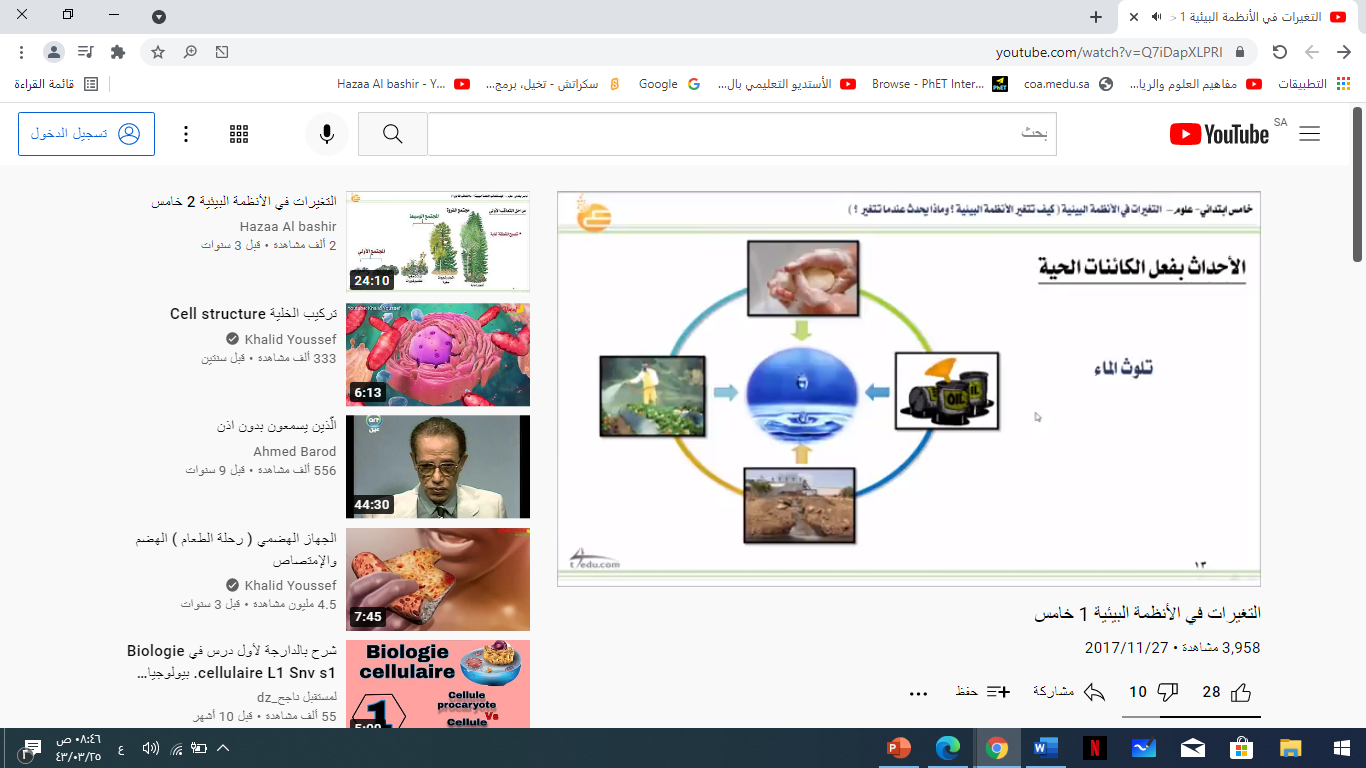 التغيرات في الأنظمة البيئية 1 خ
youtube.com/watch?v=Q7iDapXLPRI
التطبيقات
مفاهيم العلوم والريا...
coa.medu.sa
Browse - PhET Inter...
الأستديو التعليمي بال...
Google
سكراتش - تخيل، برمج...
Hazaa Al bashir - Y...
قائمة القراءة
YouTube SA
بحث
تسجيل الدخول
خامس ابتدائي - علوم - التغيرات في الأنظمة البيئية ( كيف تتغير الأنظمة البيئية ؟ وماذا يحدث عندما تتغير ؟ )
الأحداث بفعل الكائنات الحية
تلوث الماء
OIL
t4edu.com
١٣
التغيرات في الأنظمة البيئية 1 خامس
3,958 مشاهدة • 2017/11/27
28
10
مشاركة
حفظ
التغيرات في الأنظمة البيئية 2 خامس
Hazaa Al bashir
2 ألف مشاهدة • قبل 3 سنوات
24:10
تركيب الخلية Cell structure
Khalid Youssef
333 ألف مشاهدة • قبل سنتين
6:13
الّذين يسمعون بدون اذن
Ahmed Barod
556 ألف مشاهدة • قبل 9 سنوات
44:30
الجهاز الهضمي ( رحلة الطعام ) الهضم
والإمتصاص
Khalid Youssef
4.5 مليون مشاهدة • قبل 3 سنوات
7:45
شرح بالدارجة لأول درس في Biologie
cellulaire L1 Snv s1. بيولوجيا...
لمستقبل ناجح_dz
55 ألف مشاهدة • قبل 10 أشهر
Biologie
cellulaire
1
Cellule
procaryote
Vs
Cellule
٠٨:٤٦ ص
٤٣/٠٣/٢٥
ع